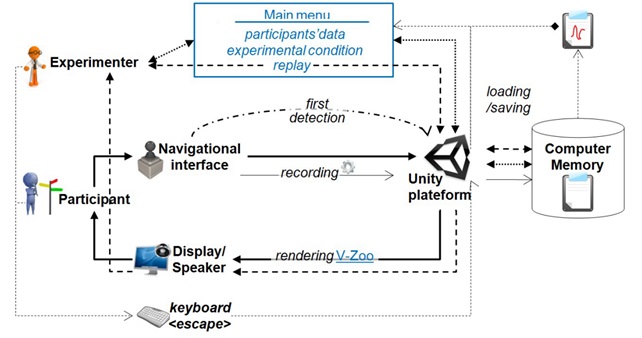 Main menu
participants'data
experimental condition
replay
Experimenter
loading
/saving
first
detection
Navigational
interface
recording
Unity
plateform
Computer
Memory
Participant
Display/
Speaker
rendering V-Zoo
keyboard
<escape>